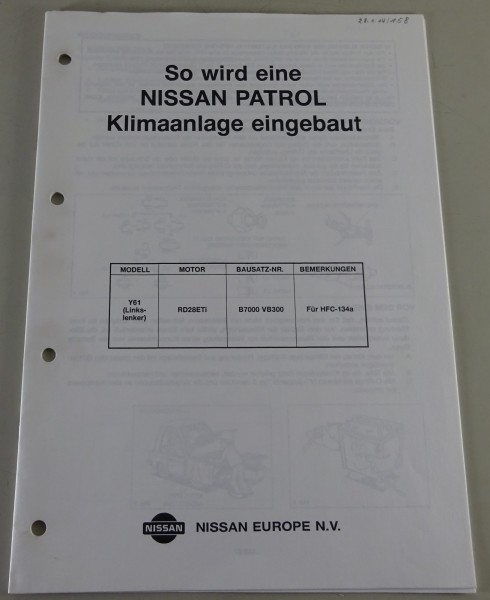 So wird eine
NISSAN PATROL
Klimaanlage eingebaut
MODELL MOTOR BAUSATZ-NR. BEMERKUNGEN
Y61
(Links-
lenker) RD28ETi B7000 VB300 Für HFC-134a
NISSAN NISSAN EUROPE N.V.